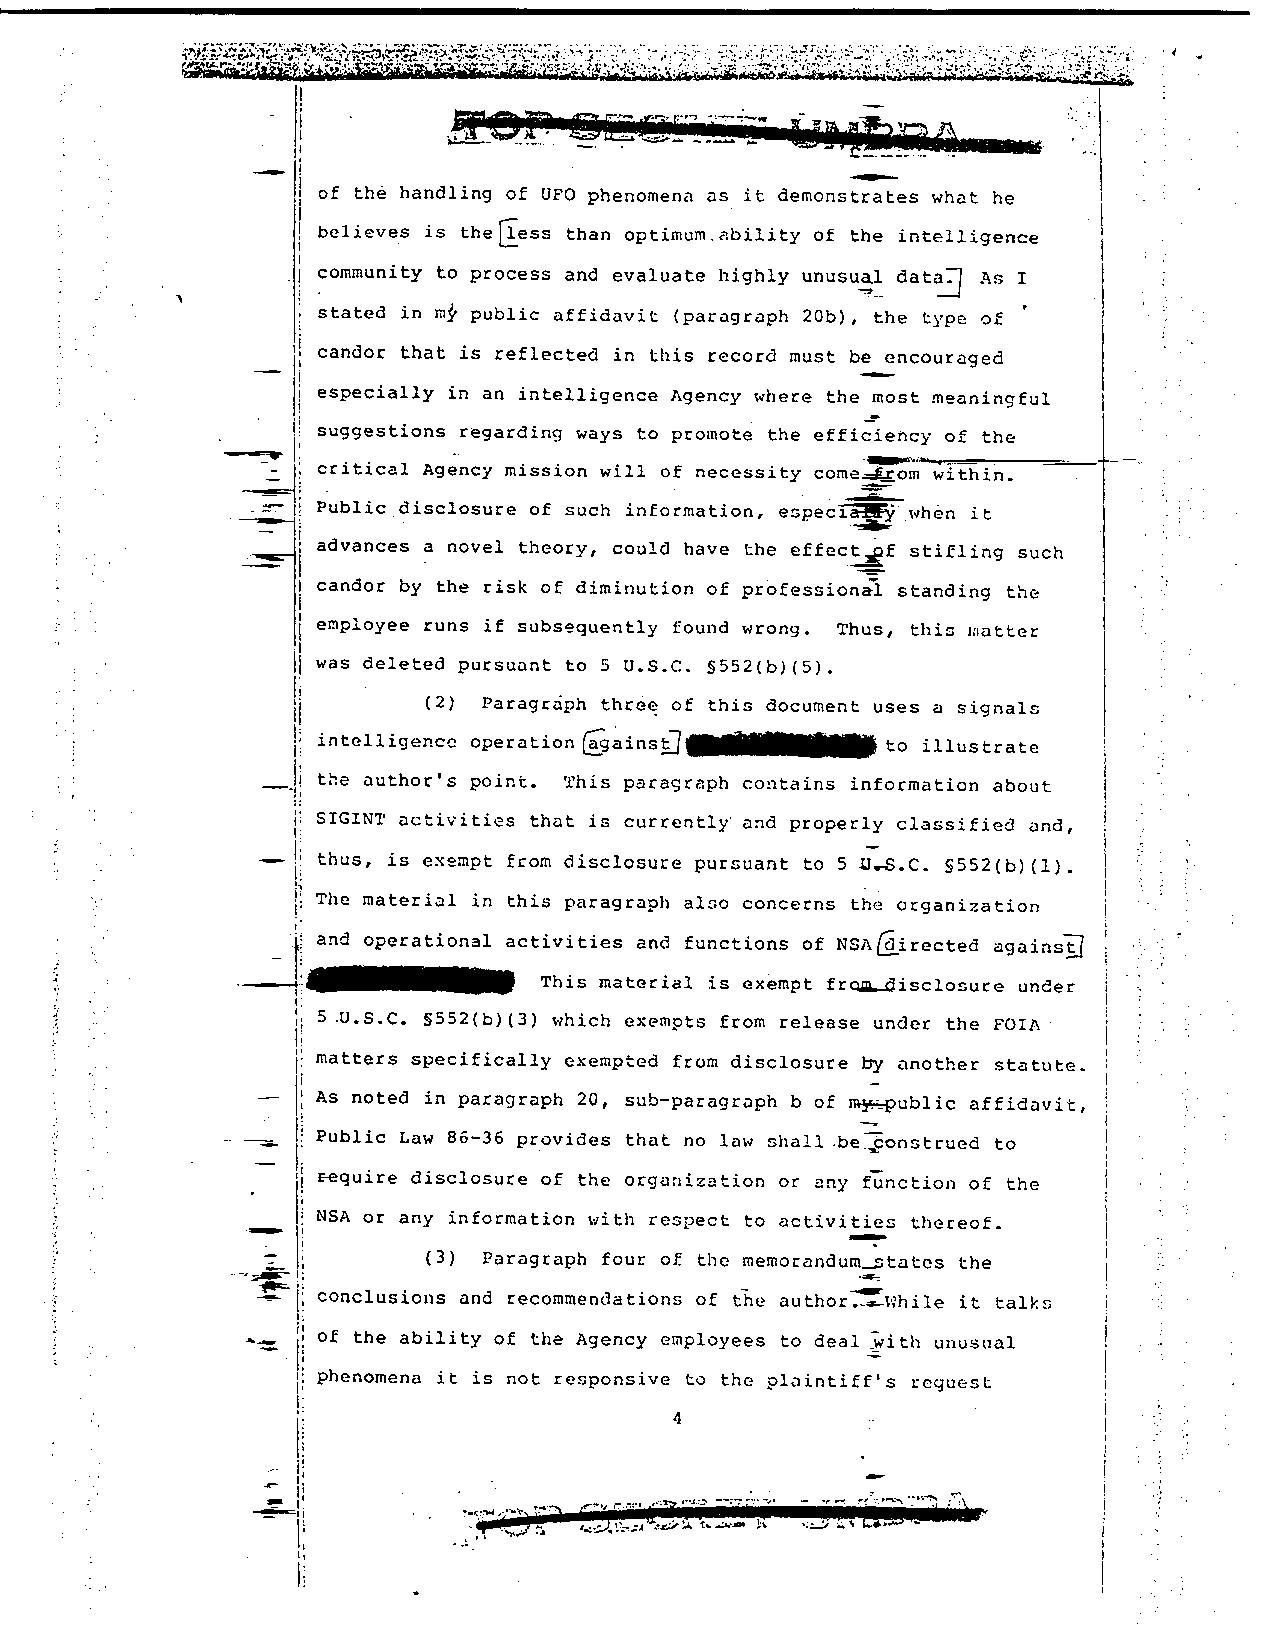 TOP SECRET UMBRA
of the handling of UFO phenomena as it demonstrates what he
believes is the [less than optimum ability of the intelligence
community to process and evaluate highly unusual data.] As I
stated in my public affidavit (paragraph 20b), the type of
candor that is reflected in this record must be encouraged
especially in an intelligence Agency where the most meaningful
suggestions regarding ways to promote the efficiency of the
critical Agency mission will of necessity come from within.
Public disclosure of such information, especially when it
advances a novel theory, could have the effect of stifling such
candor by the risk of diminution of professional standing the
employee runs if subsequently found wrong. Thus, this matter
was deleted pursuant to 5 U.S.C. §552(b)(5).
(2) Paragraph three of this document uses a signals
intelligence operation [against] to illustrate
the author's point. This paragraph contains information about
SIGINT activities that is currently and properly classified and,
thus, is exempt from disclosure pursuant to 5 U.S.C. §552(b)(1).
The material in this paragraph also concerns the organization
and operational activities and functions of NSA [directed against]
This material is exempt from disclosure under
5 U.S.C. §552(b)(3) which exempts from release under the FOIA
matters specifically exempted from disclosure by another statute.
As noted in paragraph 20, sub-paragraph b of my public affidavit,
Public Law 86-36 provides that no law shall be construed to
require disclosure of the organization or any function of the
NSA or any information with respect to activities thereof.
(3) Paragraph four of the memorandum states the
conclusions and recommendations of the author. While it talks
of the ability of the Agency employees to deal with unusual
phenomena it is not responsive to the plaintiff's request
4
TOP SECRET UMBRA